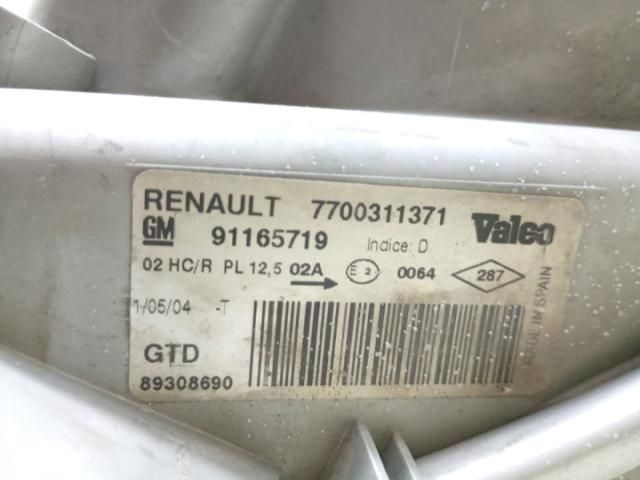 RENAULT 7700311371
GM 91165719 Indice: D Valeo
02 HC/R PL 12,5 02A E 2 0064 287
1/05/04 -T
GTD
89308690
MADE IN SPAIN